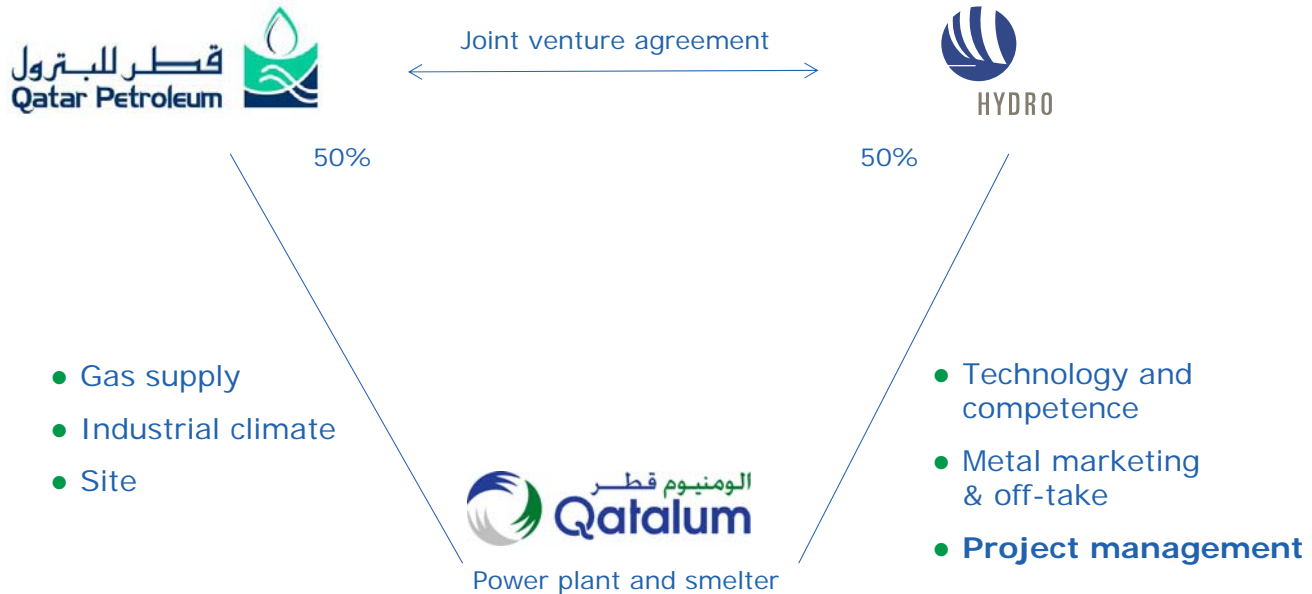 قطر للبترول
Qatar Petroleum
Joint venture agreement
HYDRO
50%
50%
● Gas supply
● Industrial climate
● Site
● Technology and
competence
● Metal marketing
& off-take
● Project management
الومنيوم قطر
Qatalum
Power plant and smelter